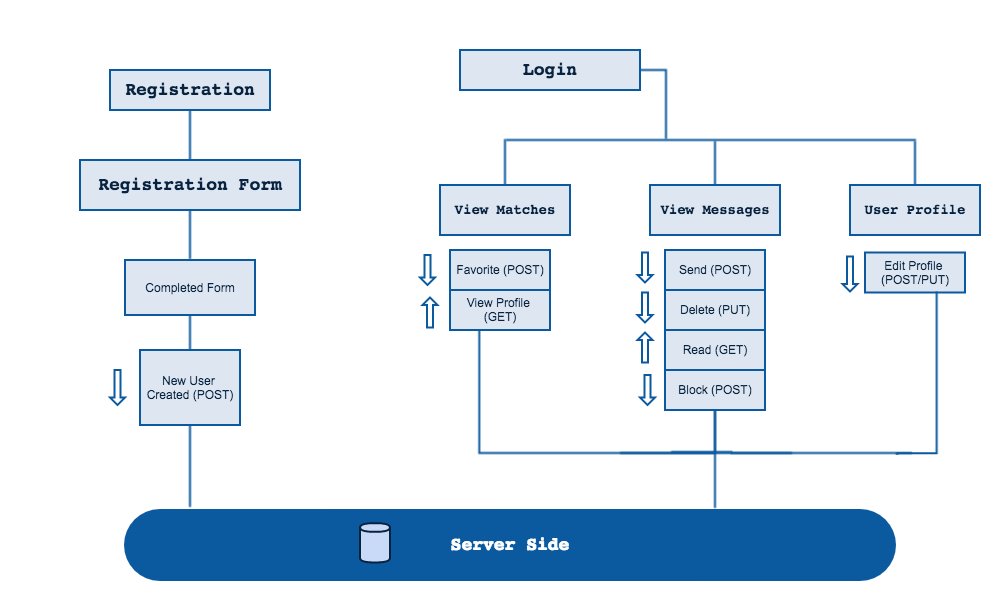 Login
Registration
Registration Form
View Matches
View Messages
User Profile
Favorite (POST)
View Profile
(GET)
Send (POST)
Delete (PUT)
Read (GET)
Block (POST)
Edit Profile
(POST/PUT)
Completed Form
New User
Created (POST)
Server Side